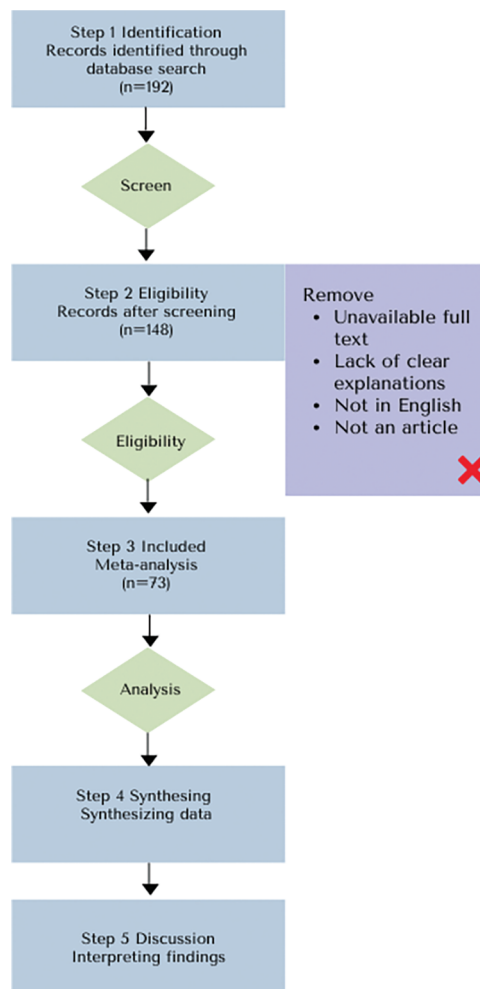 Step 1 Identification
Records identified through
database search
(n=192)
Screen
Step 2 Eligibility
Records after screening
(n=148)
Remove
• Unavailable full
text
• Lack of clear
explanations
• Not in English
• Not an article
Eligibility
Step 3 Included
Meta-analysis
(n=73)
Analysis
Step 4 Synthesing
Synthesizing data
Step 5 Discussion
Interpreting findings